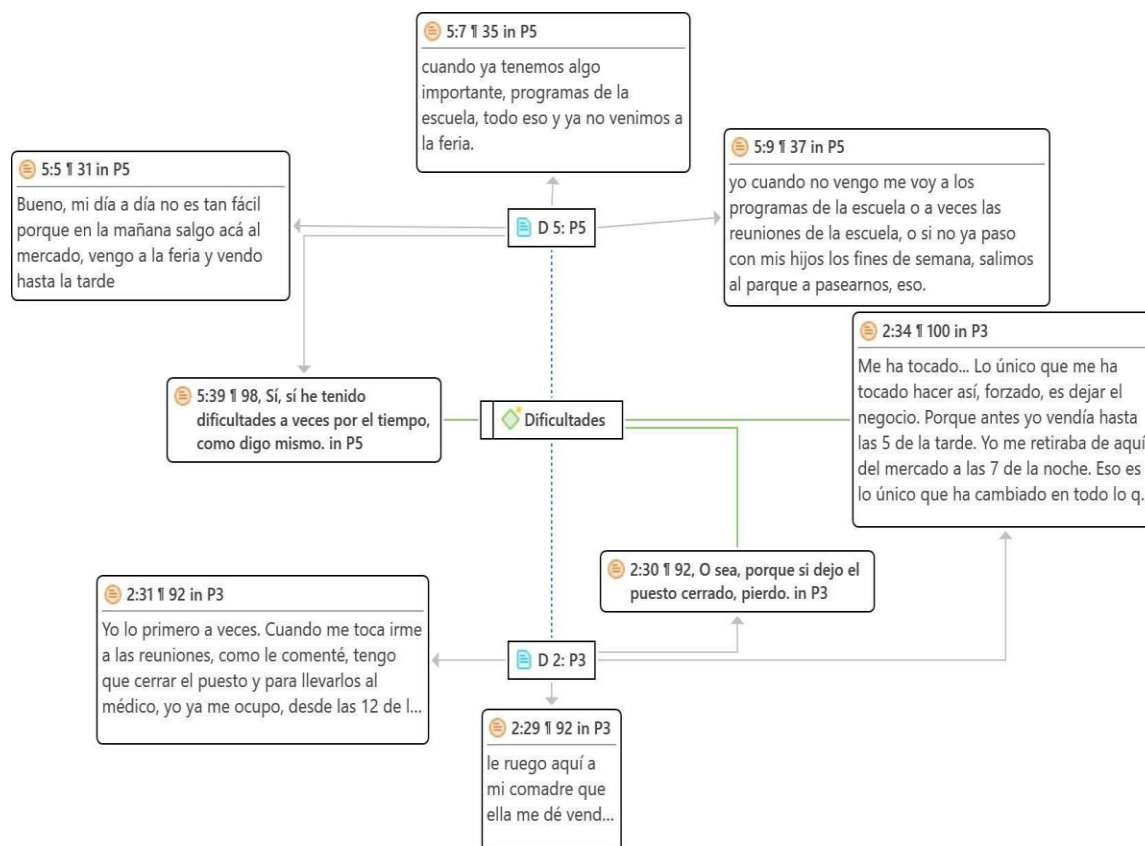 5:7 ¶ 35 in P5
cuando ya tenemos algo
importante, programas de la
escuela, todo eso y ya no venimos a
la feria.
5:5 ¶ 31 in P5
Bueno, mi día a día no es tan fácil
porque en la mañana salgo acá al
mercado, vengo a la feria y vendo
hasta la tarde
5:9 ¶ 37 in P5
yo cuando no vengo me voy a los
programas de la escuela o a veces las
reuniones de la escuela, o si no ya paso
con mis hijos los fines de semana, salimos
al parque a pasearnos, eso.
D 5: P5
2:34 ¶ 100 in P3
Me ha tocado... Lo único que me ha
tocado hacer así, forzado, es dejar el
negocio. Porque antes yo vendía hasta
las 5 de la tarde. Yo me retiraba de aquí
del mercado a las 7 de la noche. Eso es
lo único que ha cambiado en todo lo q...
5:39 ¶ 98, Sí, sí he tenido
dificultades a veces por el tiempo,
como digo mismo. in P5
Dificultades
2:30 ¶ 92, O sea, porque si dejo el
puesto cerrado, pierdo. in P3
2:31 ¶ 92 in P3
Yo lo primero a veces. Cuando me toca irme
a las reuniones, como le comenté, tengo
que cerrar el puesto y para llevarlos al
médico, yo ya me ocupo, desde las 12 de l...
D 2: P3
2:29 ¶ 92 in P3
le ruego aquí a
mi comadre que
ella me dé vend...